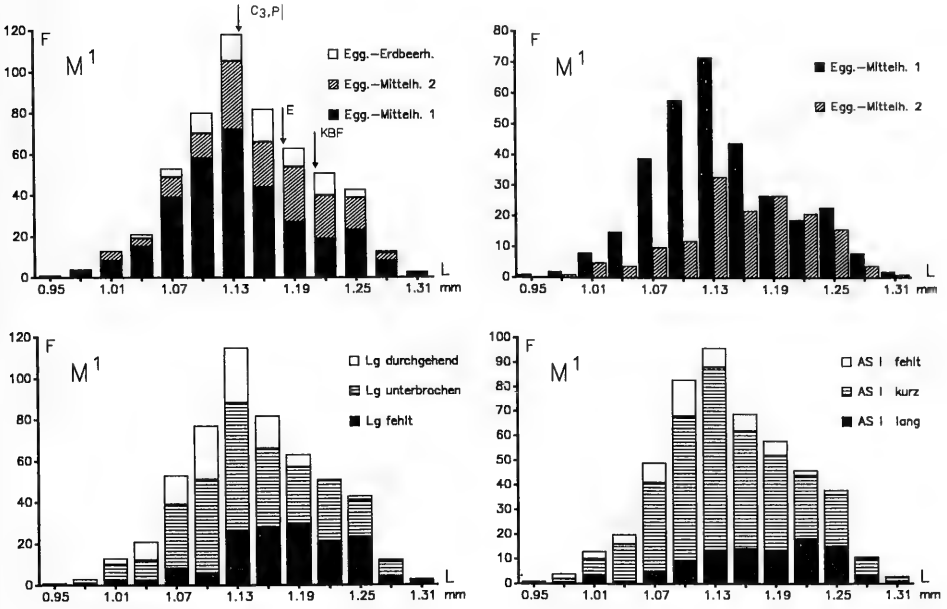 C3,P|
120 F
M1
100
80
60
40
20
0
Egg.-Erdbeerh.
Egg.-Mittelh. 2
Egg.-Mittelh. 1
E
KBF
L
0.95 1.01 1.07 1.13 1.19 1.25 1.31 mm
80 F
M1
70
60
50
40
30
20
10
0
Egg.-Mittelh. 1
Egg.-Mittelh. 2
L
0.95 1.01 1.07 1.13 1.19 1.25 1.31 mm
120 F
M1
100
80
60
40
20
0
Lg durchgehend
Lg unterbrochen
Lg fehlt
L
0.95 1.01 1.07 1.13 1.19 1.25 1.31 mm
100 F
M1
90
80
70
60
50
40
30
20
10
0
AS I fehlt
AS I kurz
AS I lang
L
0.95 1.01 1.07 1.13 1.19 1.25 1.31 mm